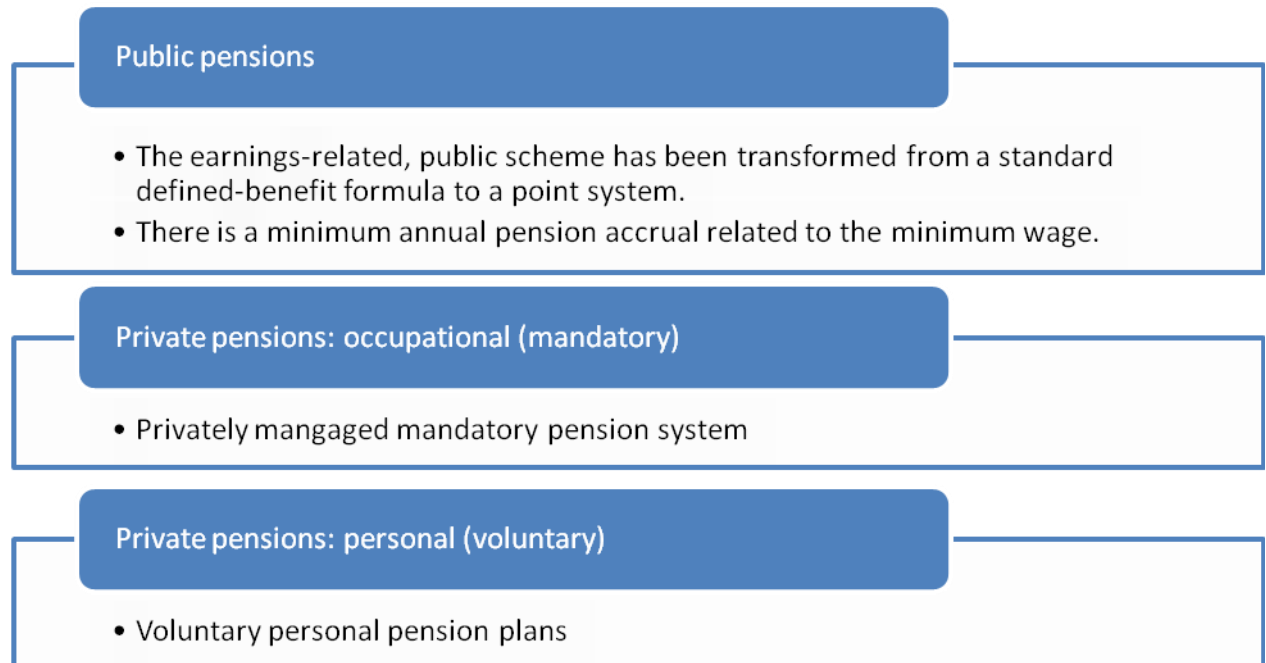 Public pensions
• The earnings-related, public scheme has been transformed from a standard
defined-benefit formula to a point system.
• There is a minimum annual pension accrual related to the minimum wage.
Private pensions: occupational (mandatory)
• Privately mangaged mandatory pension system
Private pensions: personal (voluntary)
• Voluntary personal pension plans